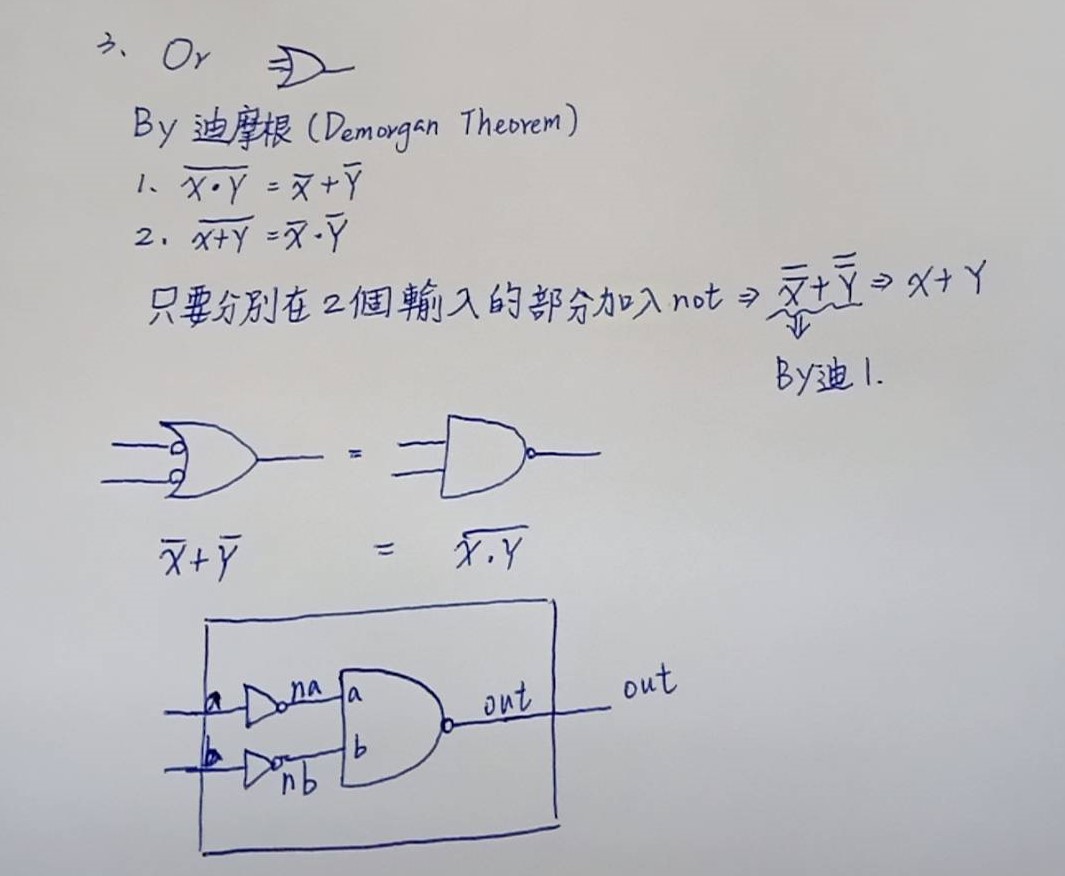 3、 Or
By 迪摩根 (Demorgan Theorem)
1、 $\overline{X \cdot Y} = \bar{X} + \bar{Y}$
2、 $\overline{X+Y} = \bar{X} \cdot \bar{Y}$
只要分別在2個輸入的部分加入not ⇒ $\bar{\bar{X}} + \bar{\bar{Y}}$ ⇒ X+Y
⇓
By迪1.
=
$\bar{X} + \bar{Y}$ = $\overline{X \cdot Y}$
a na a out out
b nb b